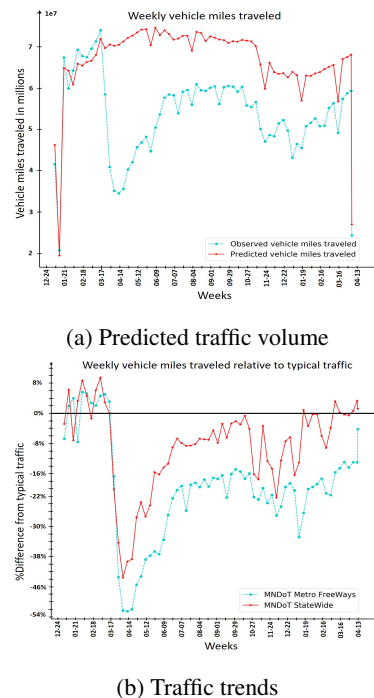 Weekly vehicle miles traveled
1e7
7
6
5
4
3
2
Vehicle miles traveled in millions
12-24 01-21 02-18 03-17 04-14 05-12 06-09 07-07 08-04 09-01 09-29 10-27 11-24 12-22 01-19 02-16 03-16 04-13
Weeks
Observed vehicle miles traveled
Predicted vehicle miles traveled
(a) Predicted traffic volume
Weekly vehicle miles traveled relative to typical traffic
8%
0%
-8%
-16%
-22%
-30%
-38%
-46%
-54%
%Difference from typical traffic
12-24 01-21 02-18 03-17 04-14 05-12 06-09 07-07 08-04 09-01 09-29 10-27 11-24 12-22 01-19 02-16 03-16 04-13
Weeks
MNDoT Metro FreeWays
MNDoT StateWide
(b) Traffic trends